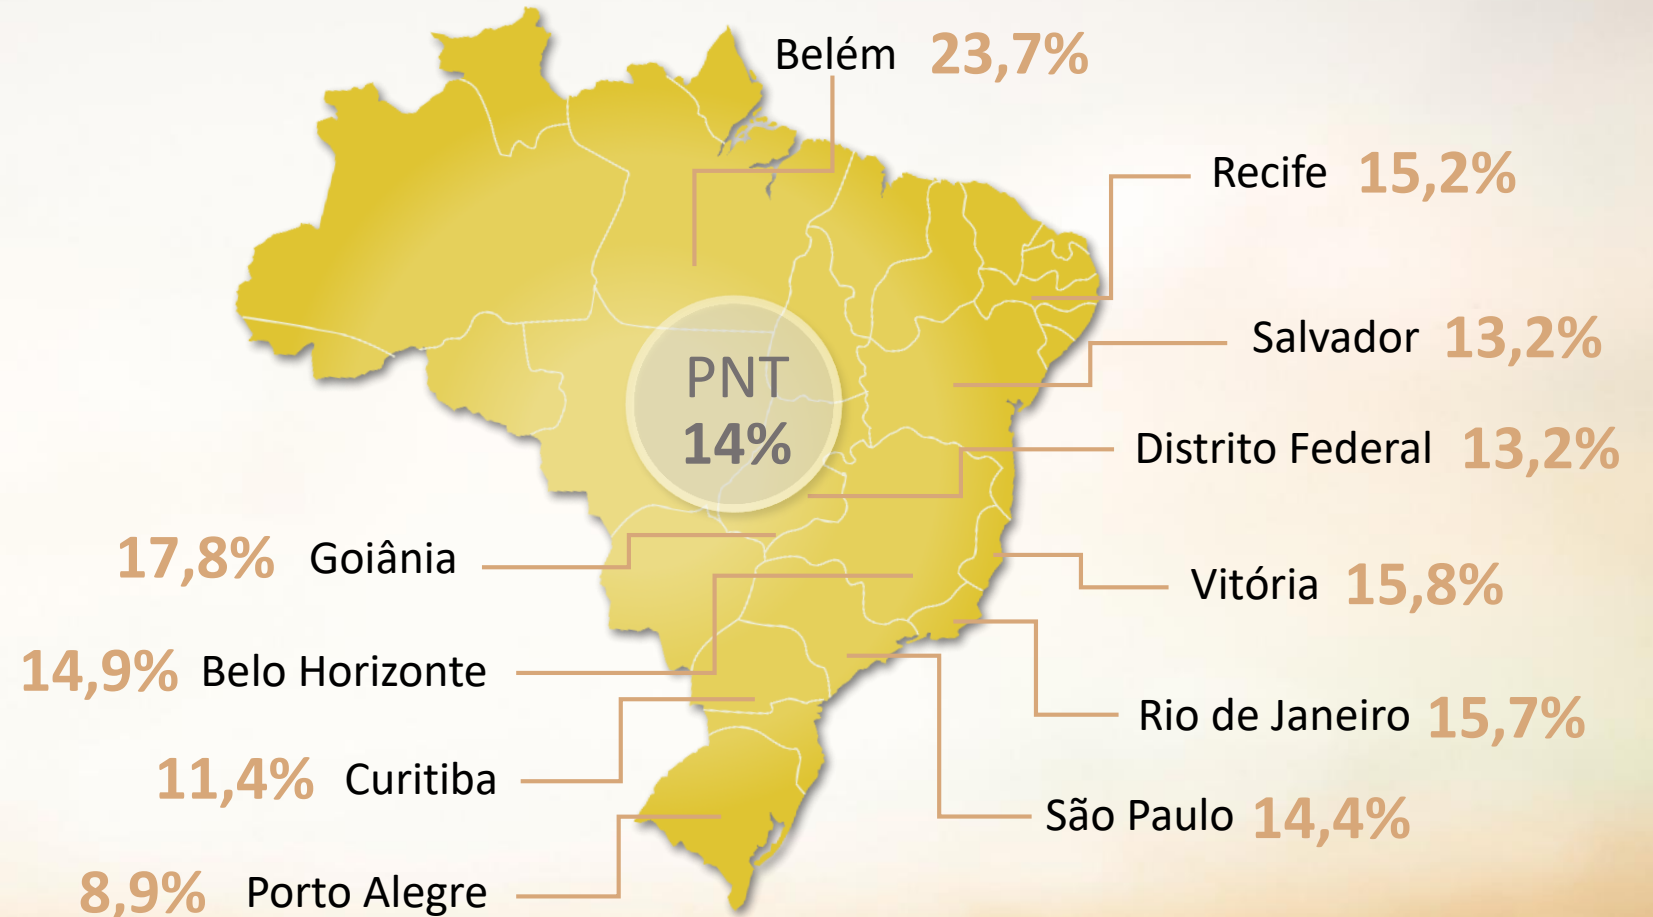 Belém 23,7%
Recife 15,2%
Salvador 13,2%
PNT
14%
Distrito Federal 13,2%
17,8% Goiânia
Vitória 15,8%
14,9% Belo Horizonte
Rio de Janeiro 15,7%
11,4% Curitiba
São Paulo 14,4%
8,9% Porto Alegre